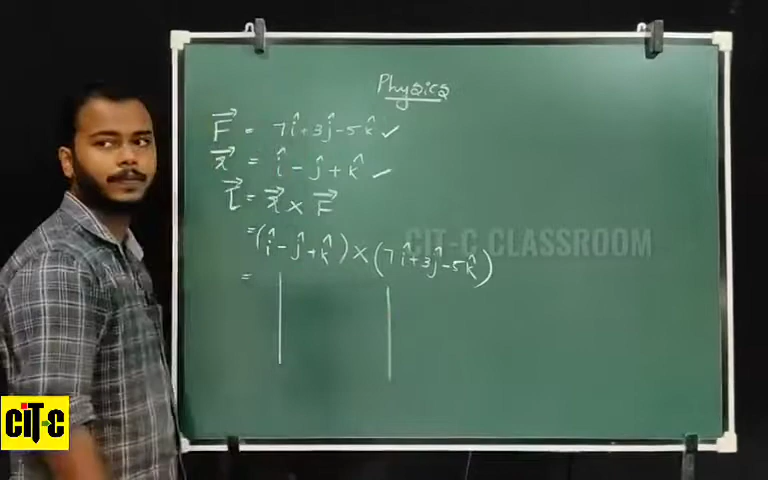 Physics
F⃗ = 7î+3ĵ-5k̂ ✓
r⃗ = î-ĵ+k̂ ✓
τ⃗ = r⃗ × F⃗
=(î-ĵ+k̂)×(7î+3ĵ-5k̂)
= | |
CIT-C CLASSROOM
CiT-C